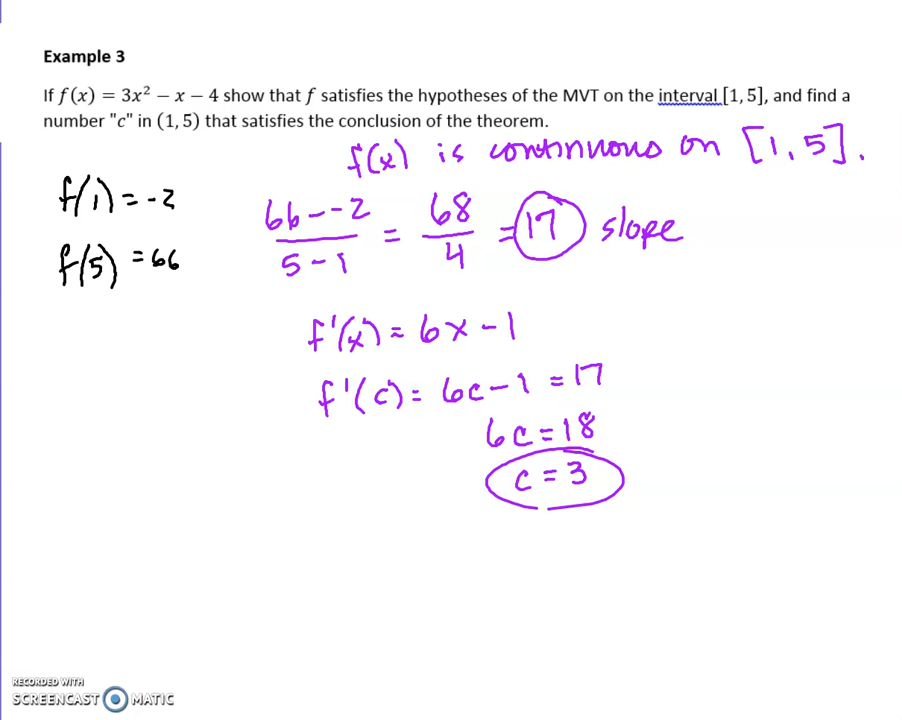 Example 3
If f(x) = 3x² − x − 4 show that f satisfies the hypotheses of the MVT on the interval [1, 5], and find a
number "c" in (1, 5) that satisfies the conclusion of the theorem.
f(x) is continuous on [1, 5].
f(1) = -2
66--2 / 5-1 = 68 / 4 = 17 slope
f(5) = 66
f'(x) = 6x - 1
f'(c) = 6c - 1 = 17
6c = 18
c = 3
RECORDED WITH
SCREENCAST MATIC